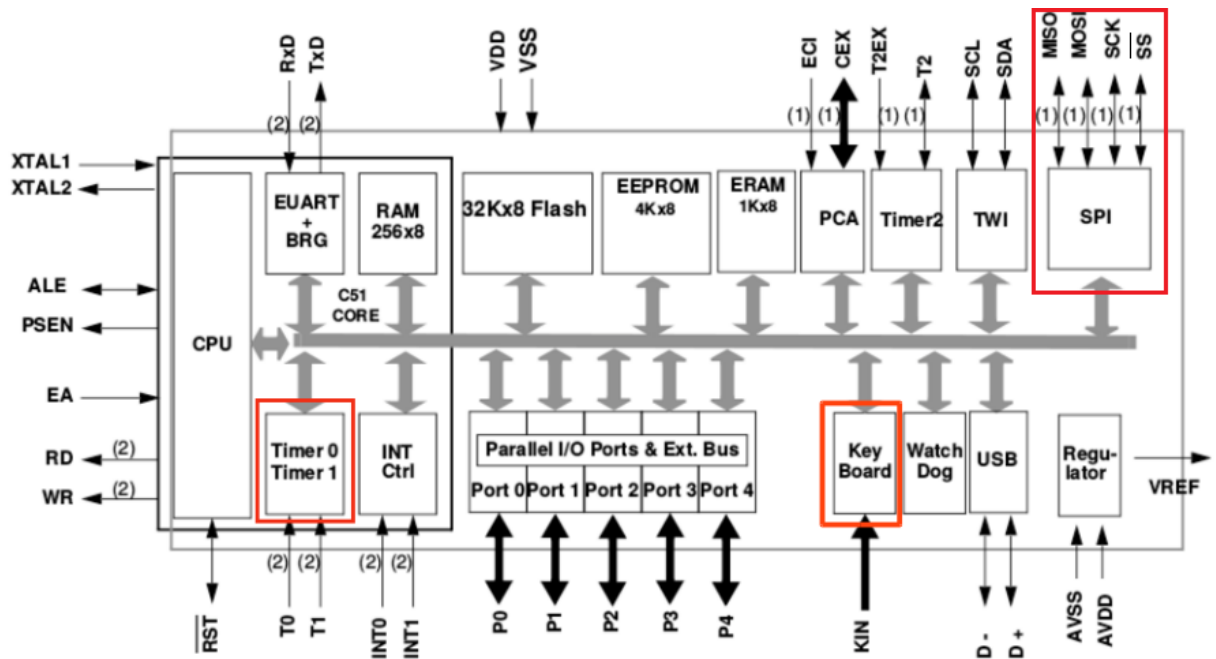 RxD
TxD
VDD
VSS
ECI
CEX
T2EX
T2
SCL
SDA
MISO
MOSI
SCK
SS
(2)
(2)
(1)
(1)
(1)
(1)
(1)
(1)
(1)
(1)
XTAL1
XTAL2
ALE
PSEN
EA
RD
(2)
WR
(2)
CPU
EUART
+
BRG
RAM
256x8
C51
CORE
32Kx8 Flash
EEPROM
4Kx8
ERAM
1Kx8
PCA
Timer2
TWI
SPI
Timer 0
Timer 1
INT
Ctrl
Parallel I/O Ports & Ext. Bus
Port 0
Port 1
Port 2
Port 3
Port 4
Key
Board
Watch
Dog
USB
Regu-
lator
VREF
(2)
(2)
(2)
(2)
RST
T0
T1
INT0
INT1
P0
P1
P2
P3
P4
KIN
D -
D +
AVSS
AVDD